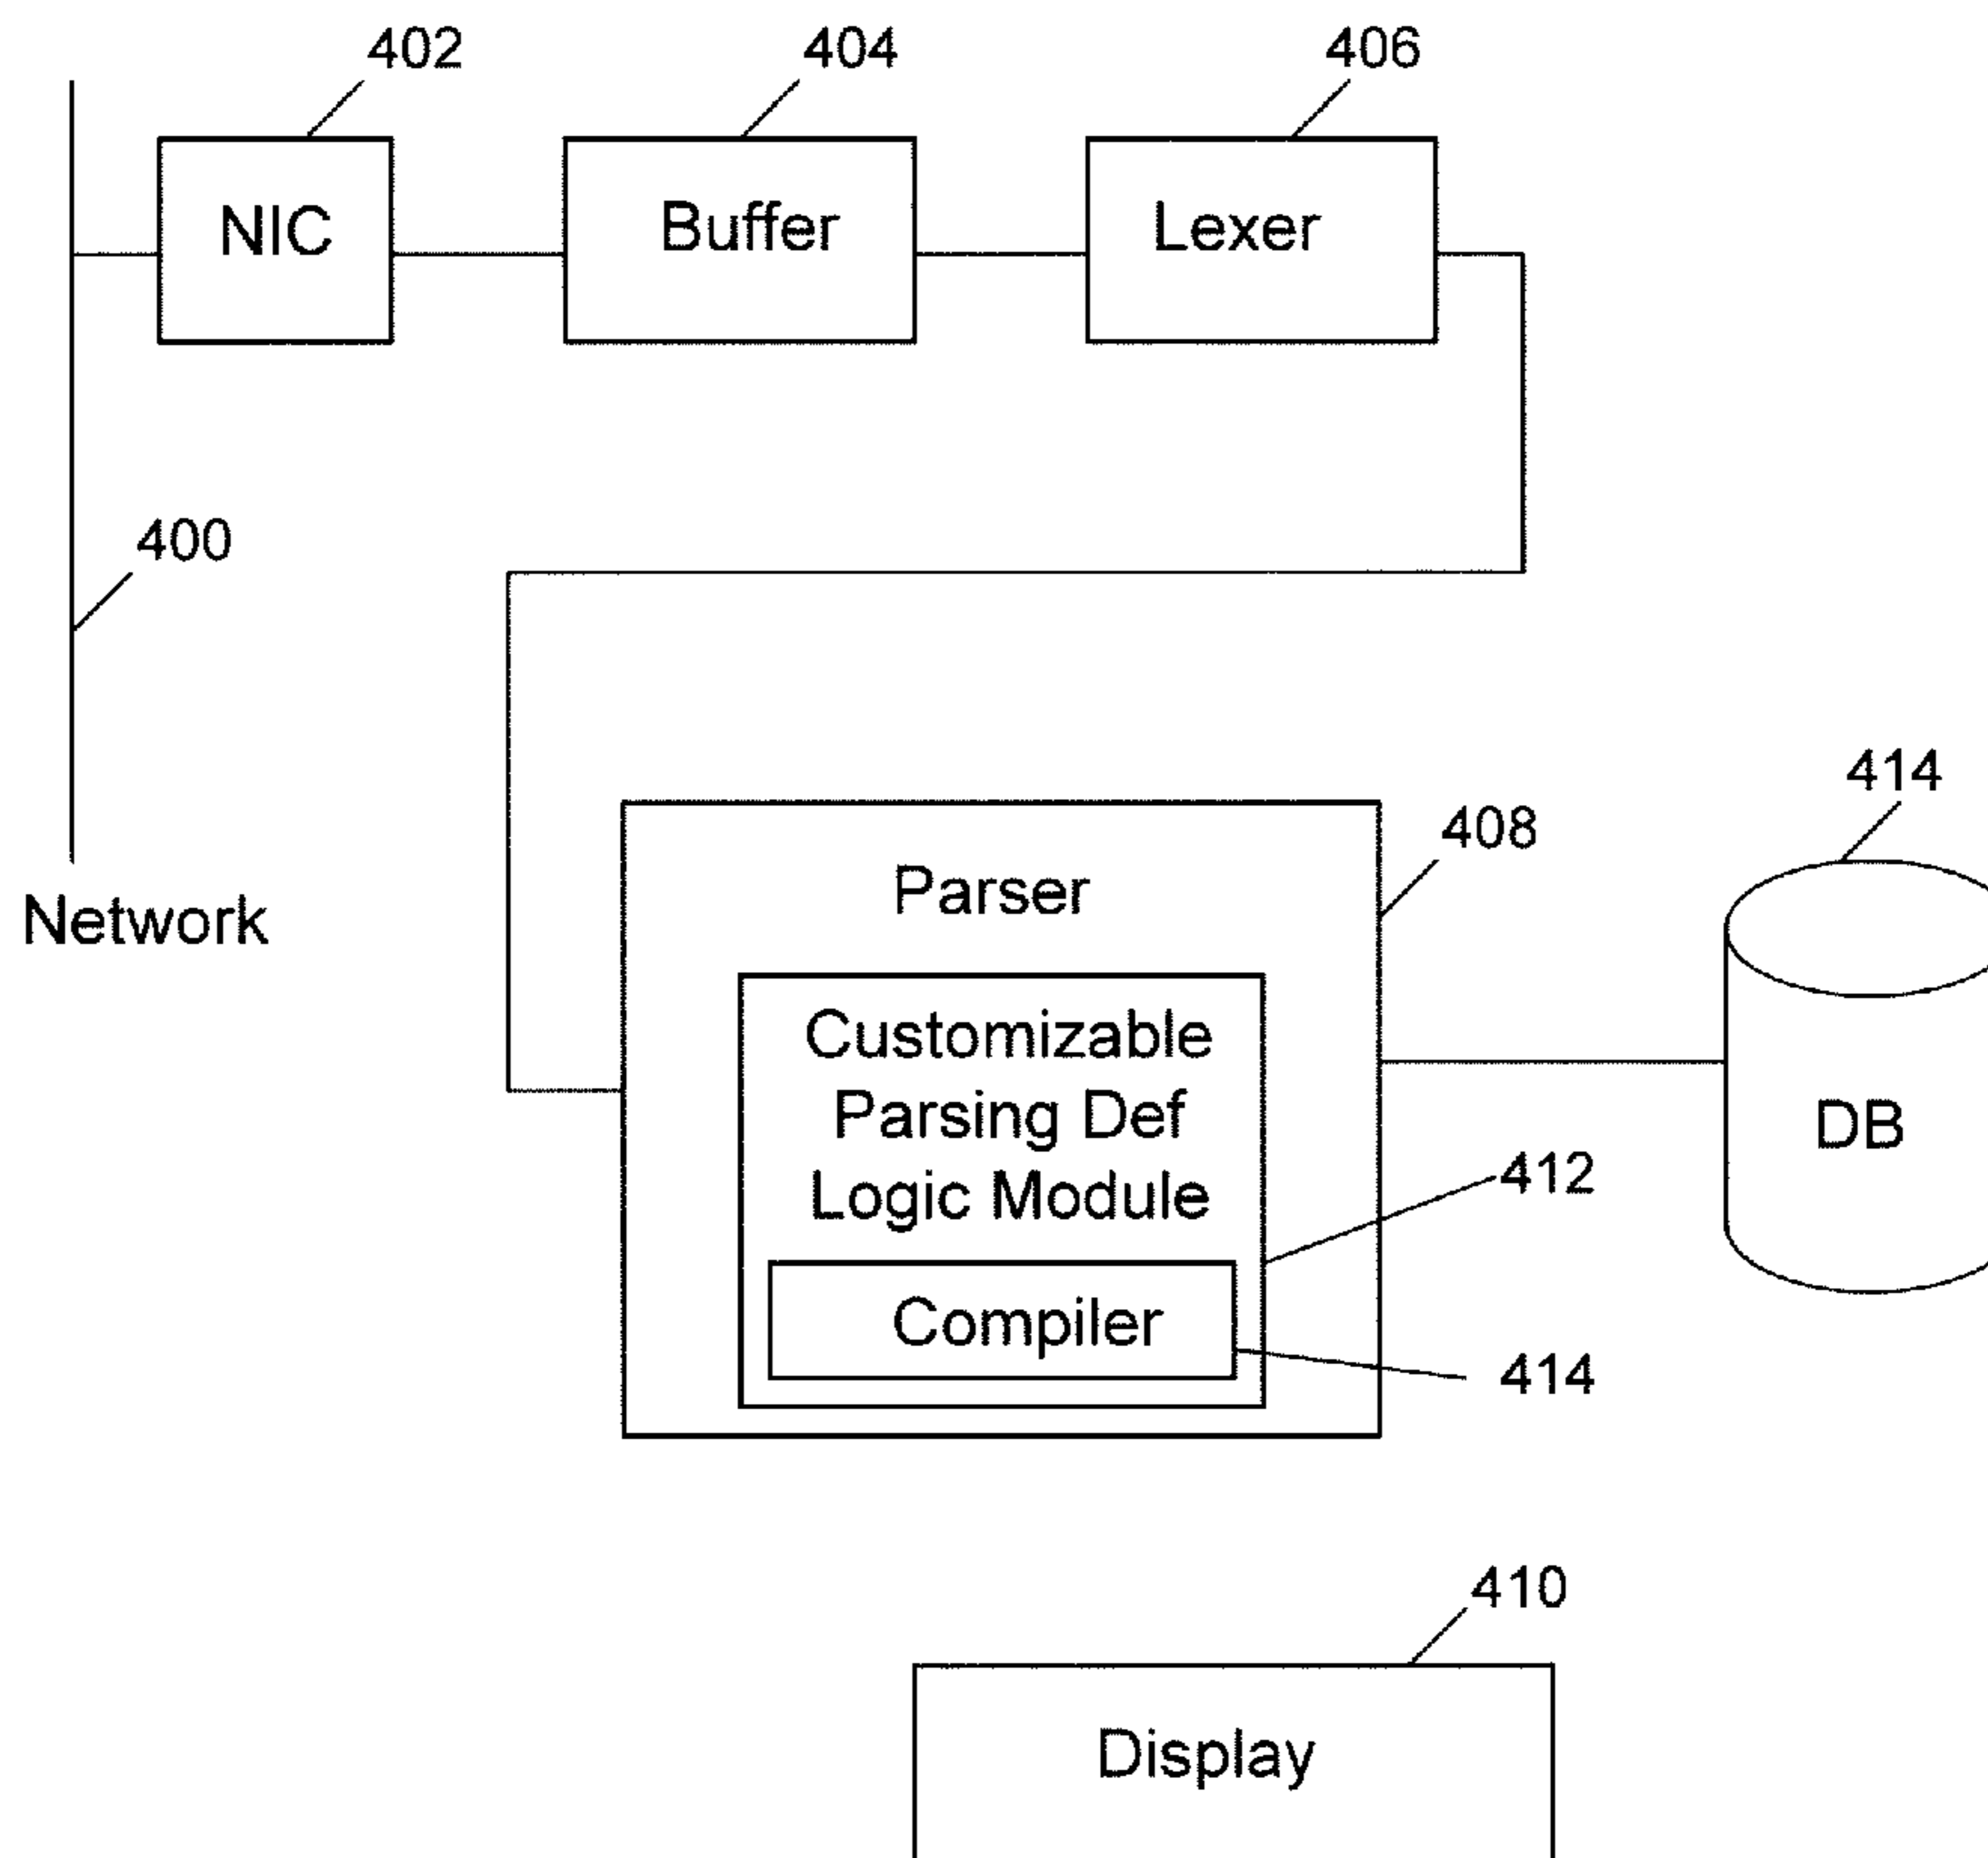 402
404
406
NIC
Buffer
Lexer
400
Network
414
408
Parser
Customizable
Parsing Def
Logic Module
412
DB
Compiler
414
410
Display